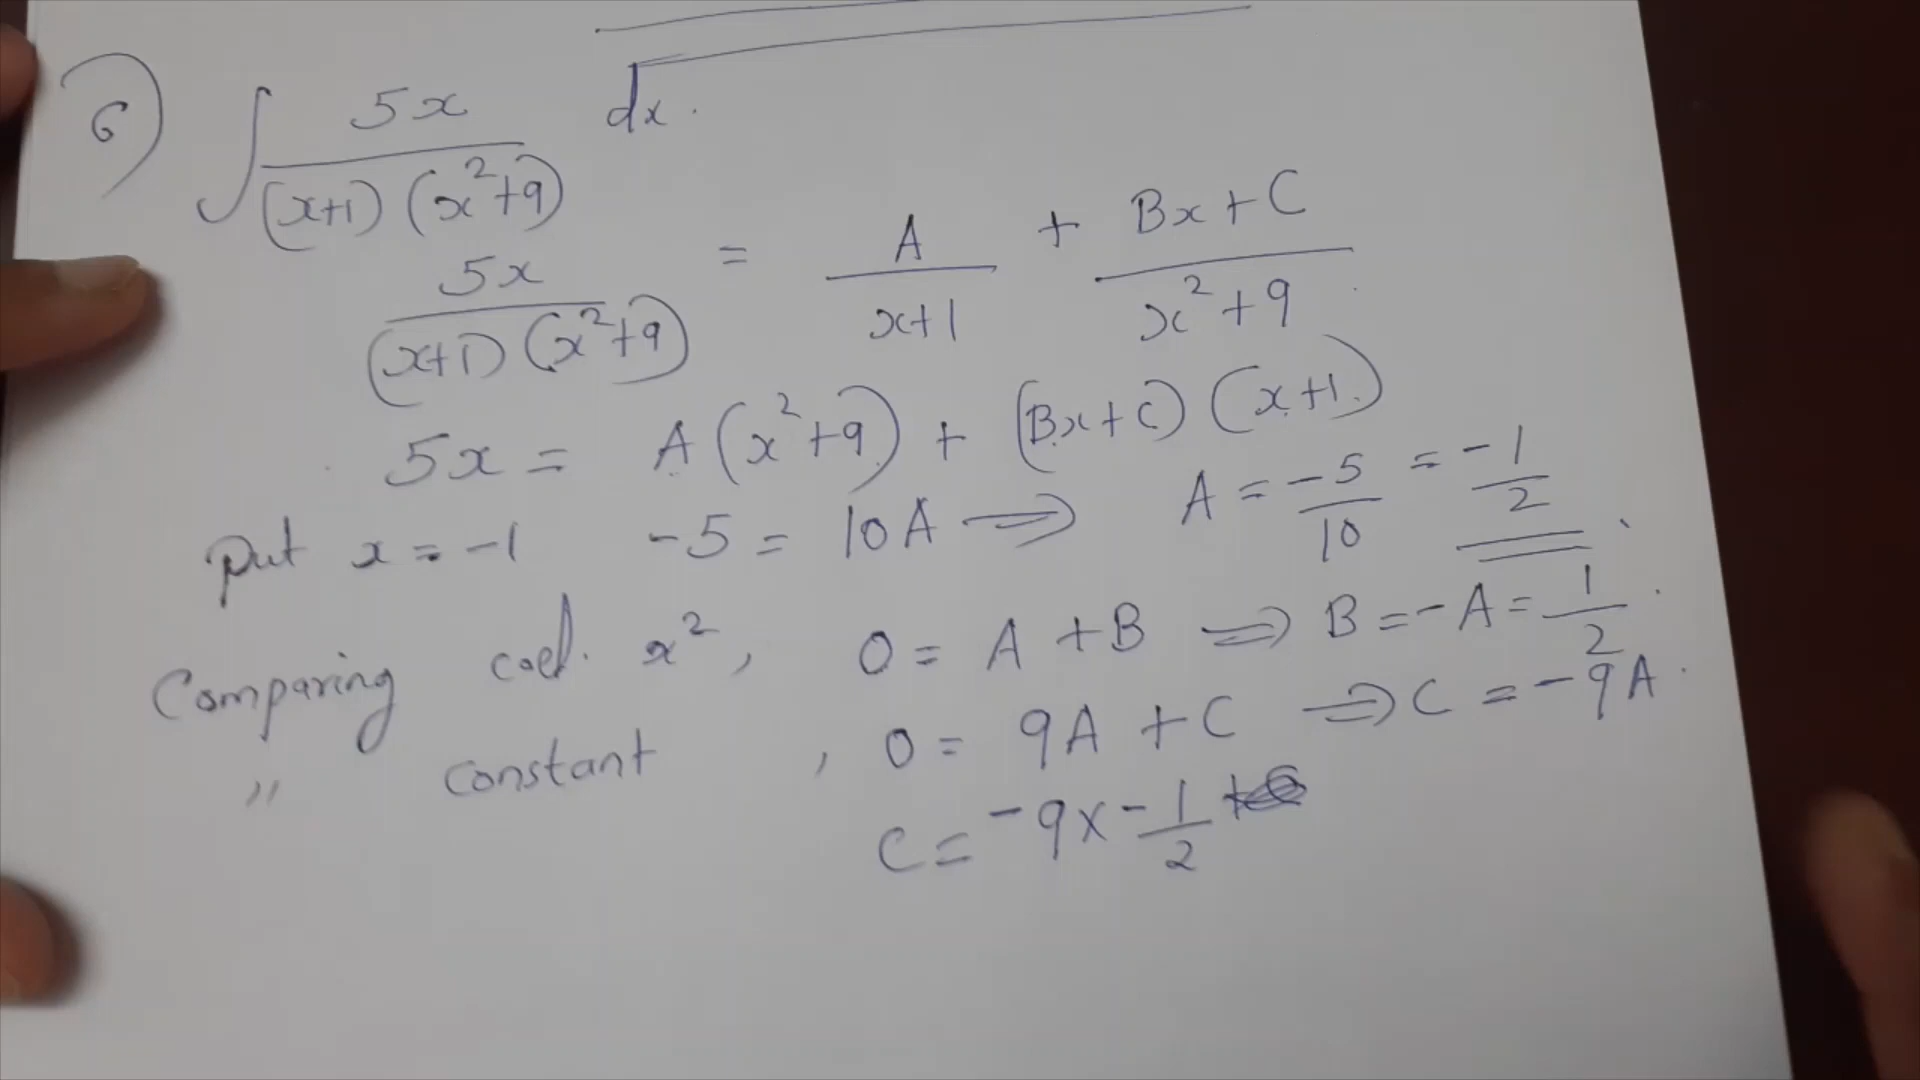 6) ∫ 5x / (x+1)(x²+9) dx.
5x / (x+1)(x²+9) = A / x+1 + Bx+C / x²+9
5x = A(x²+9) + (Bx+C)(x+1)
put x = -1 -5 = 10A ⟹ A = -5/10 = -1/2
Comparing coef. x², 0 = A + B ⟹ B = -A = 1/2
" constant, 0 = 9A + C ⟹ C = -9A.
C = -9x-1/2